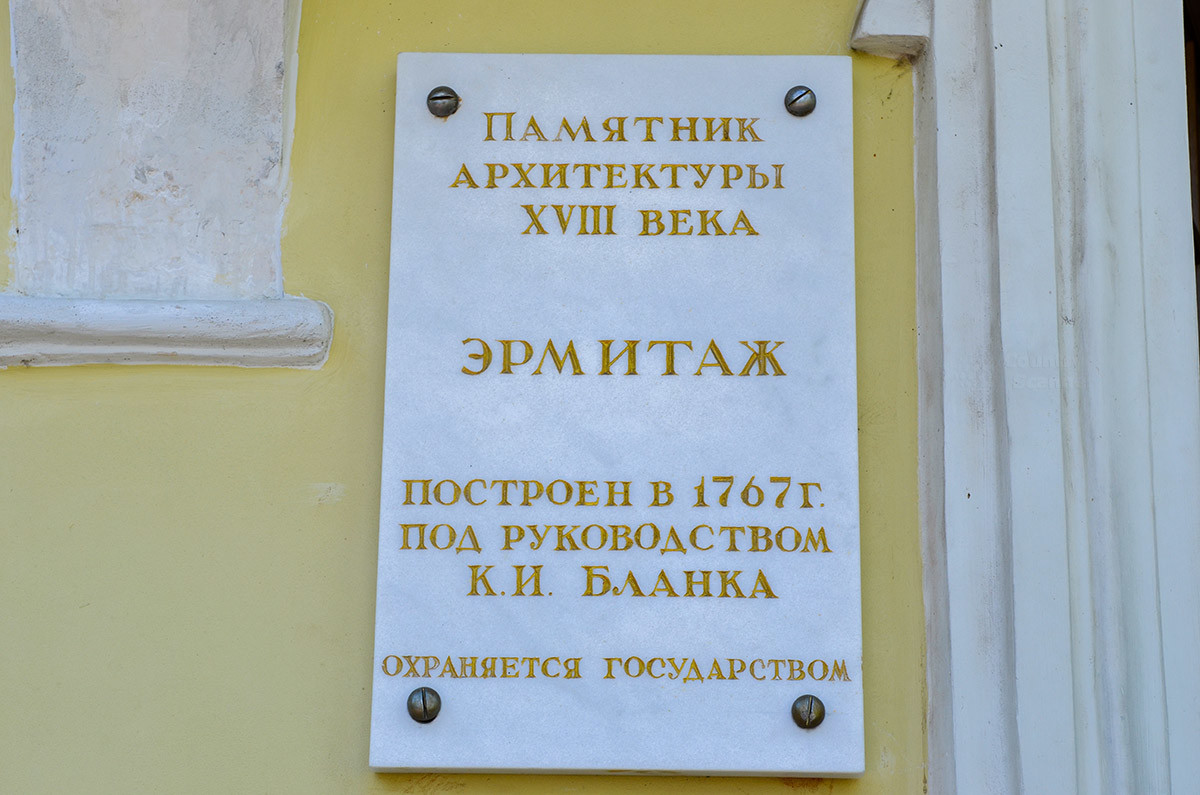 Памятник
архитектуры
XVIII века
Эрмитаж
построен в 1767 г.
под руководством
К. И. Бланка
охраняется государством